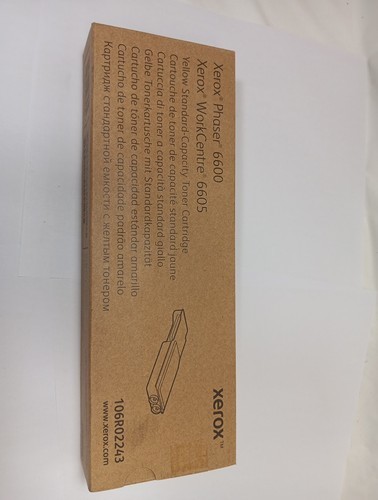 Xerox® Phaser® 6600
Xerox® WorkCentre® 6605
Yellow Standard-Capacity Toner Cartridge
Cartouche de toner de capacité standard jaune
Cartuccia di toner a capacità standard giallo
Gelbe Tonerkartusche mit Standardkapazität
Cartucho de tóner de capacidad estándar amarillo
Cartucho de toner de capacidade padrão amarelo
Картридж стандартной емкости с желтым тонером
xerox™
106R02243
www.xerox.com